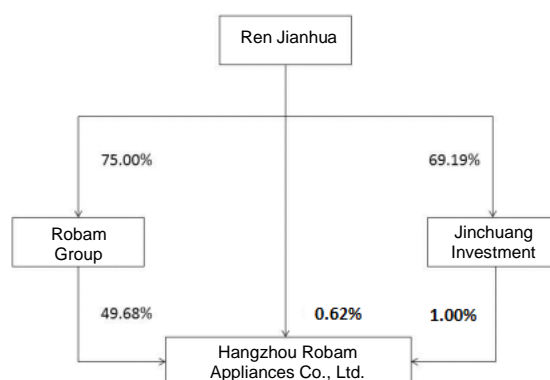 Ren Jianhua
75.00%
69.19%
Robam
Group
Jinchuang
Investment
49.68%
0.62%
1.00%
Hangzhou Robam
Appliances Co., Ltd.